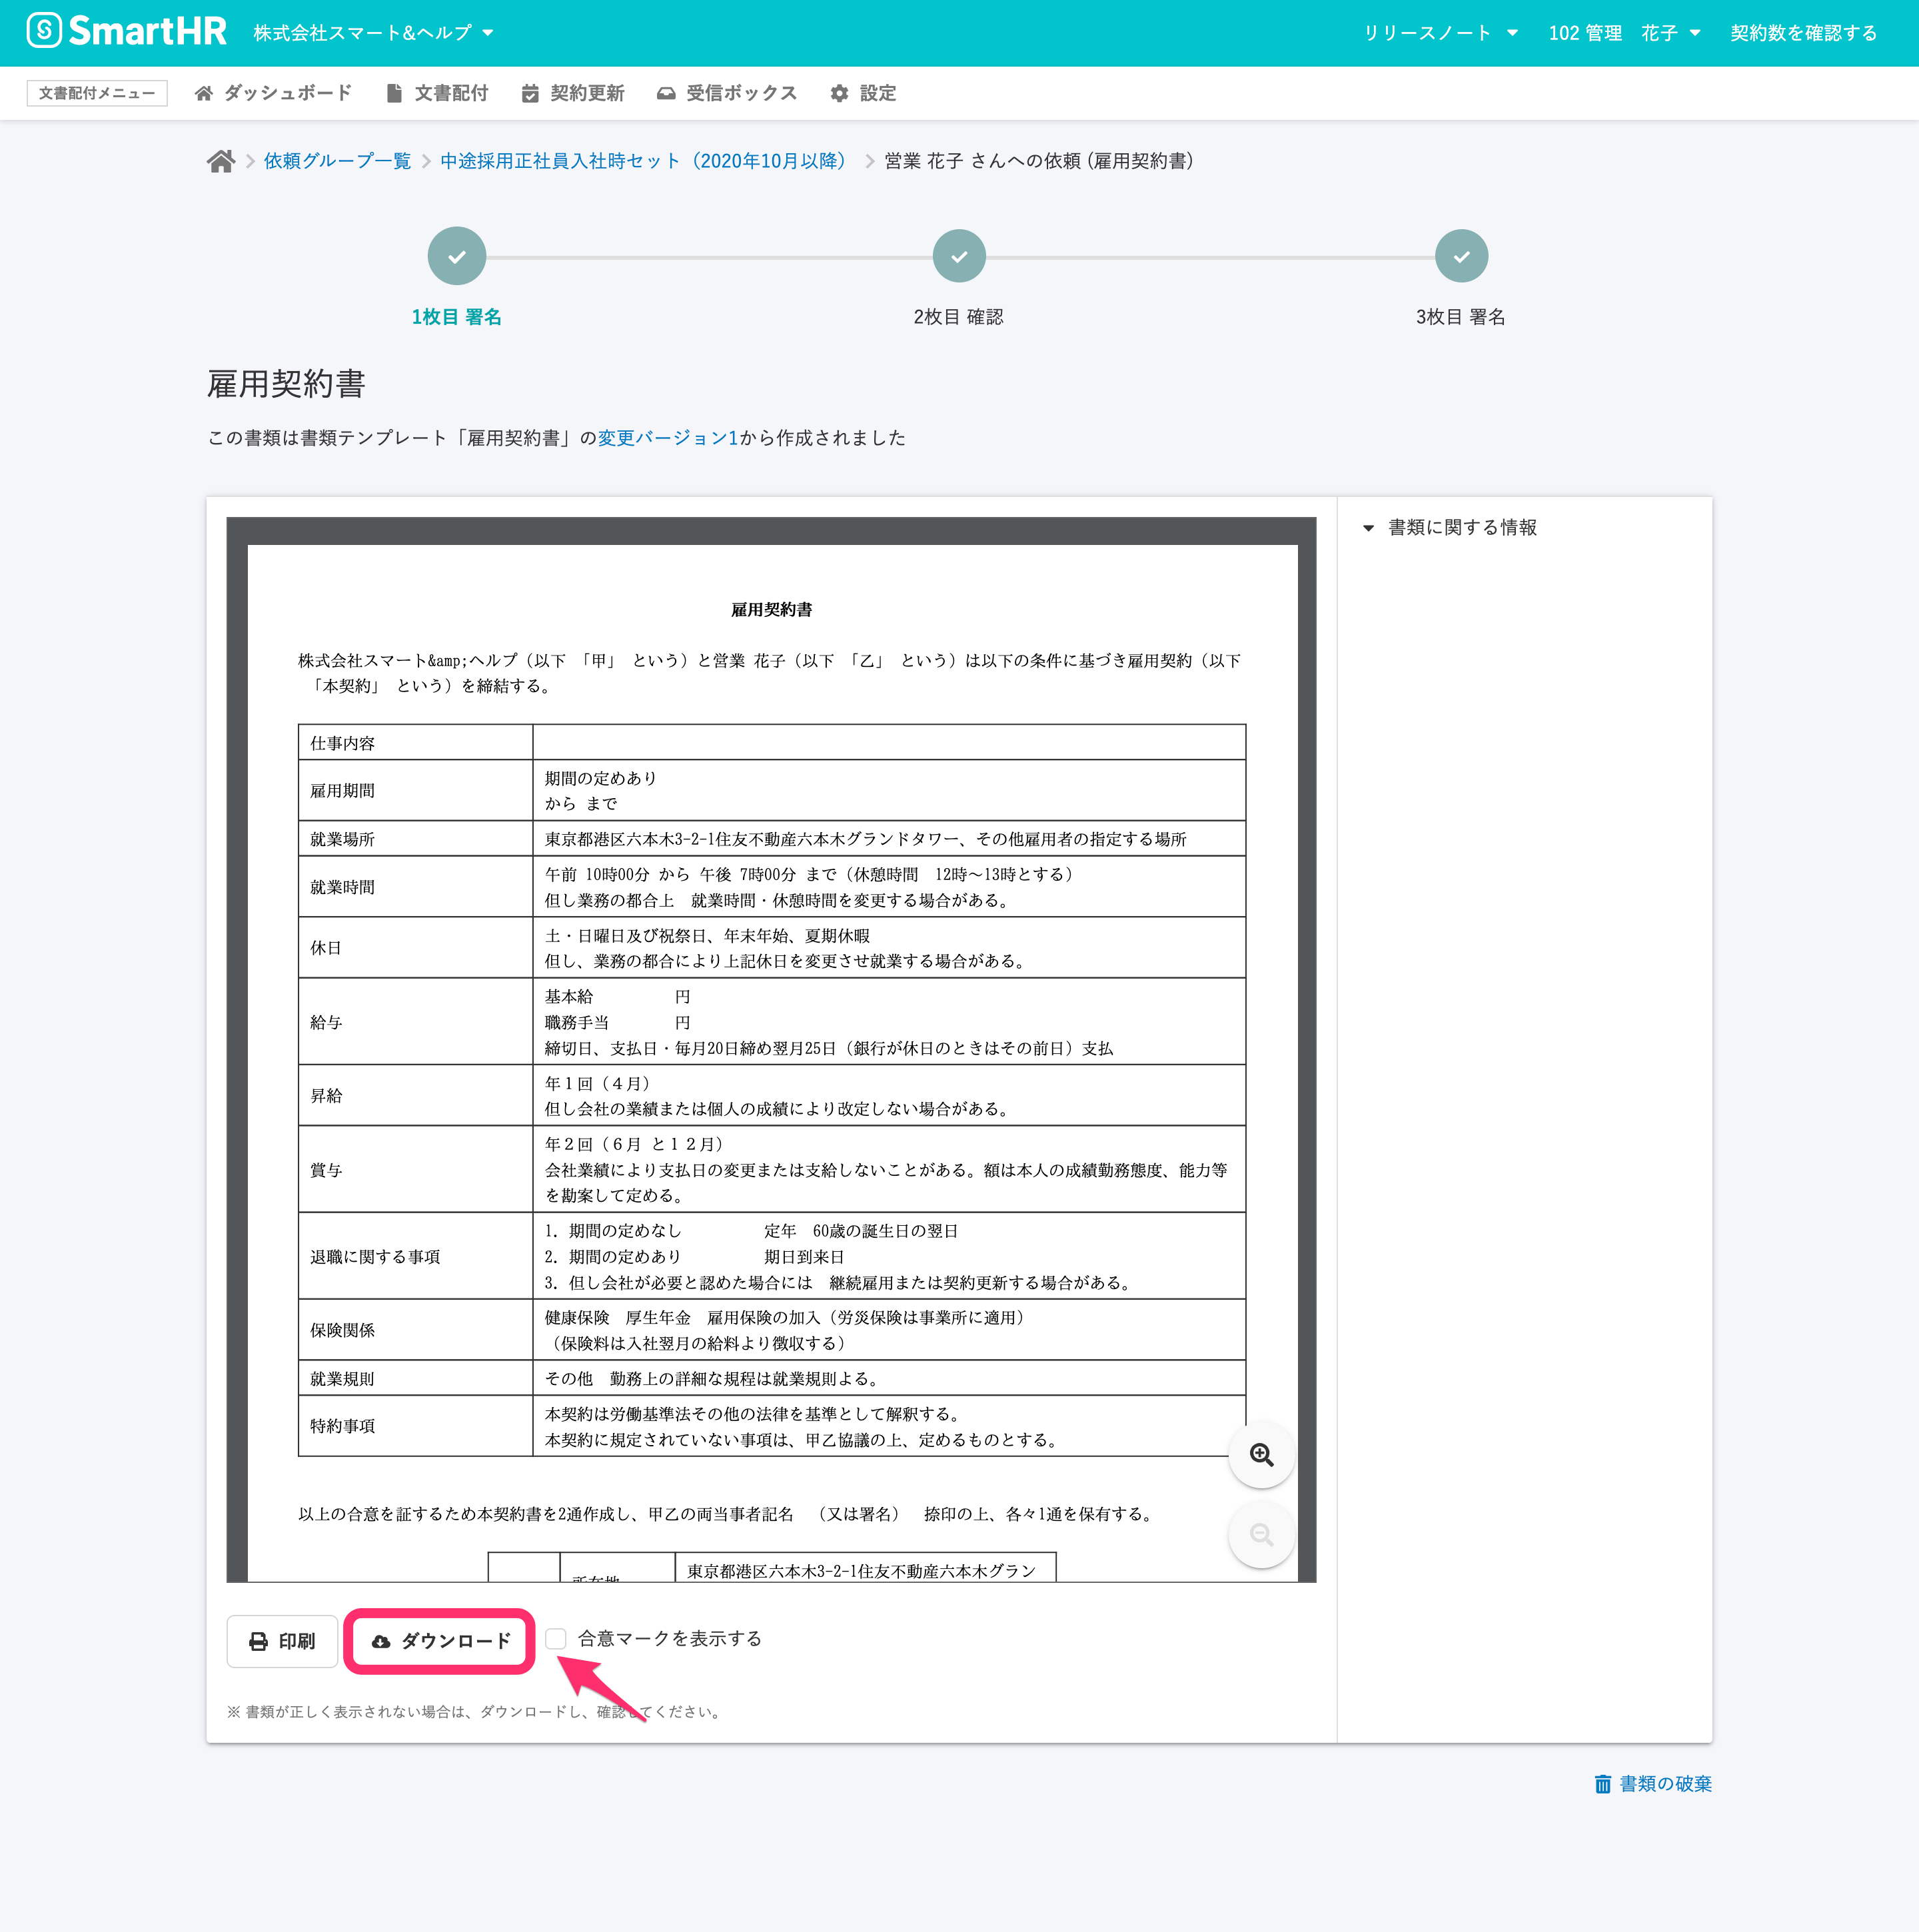 SmartHR 株式会社スマート&ヘルプ リリースノート 102 管理 花子 契約数を確認する
文書配付メニュー ダッシュボード 文書配付 契約更新 受信ボックス 設定
依頼グループ一覧 中途採用正社員入社時セット（2020年10月以降） 営業 花子 さんへの依頼 (雇用契約書)
1枚目 署名 2枚目 確認 3枚目 署名
雇用契約書
この書類は書類テンプレート「雇用契約書」の変更バージョン1から作成されました
書類に関する情報
雇用契約書
株式会社スマート&amp;ヘルプ（以下 「甲」 という）と営業 花子（以下 「乙」 という）は以下の条件に基づき雇用契約（以下
「本契約」 という）を締結する。
仕事内容
雇用期間
期間の定めあり
から まで
就業場所 東京都港区六本木3-2-1住友不動産六本木グランドタワー、その他雇用者の指定する場所
就業時間
午前 10時00分 から 午後 7時00分 まで（休憩時間　12時～13時とする）
但し業務の都合上　就業時間・休憩時間を変更する場合がある。
休日
土・日曜日及び祝祭日、年末年始、夏期休暇
但し、業務の都合により上記休日を変更させ就業する場合がある。
給与
基本給　　　　　円
職務手当　　　　円
締切日、支払日・毎月20日締め翌月25日（銀行が休日のときはその前日）支払
昇給
年１回（４月）
但し会社の業績または個人の成績により改定しない場合がある。
賞与
年２回（６月 と１２月）
会社業績により支払日の変更または支給しないことがある。額は本人の成績勤務態度、能力等
を勘案して定める。
退職に関する事項
1. 期間の定めなし　　　　　定年　60歳の誕生日の翌日
2. 期間の定めあり　　　　　期日到来日
3. 但し会社が必要と認めた場合には　継続雇用または契約更新する場合がある。
保険関係
健康保険　厚生年金　雇用保険の加入（労災保険は事業所に適用）
（保険料は入社翌月の給料より徴収する）
就業規則 その他　勤務上の詳細な規程は就業規則よる。
特約事項
本契約は労働基準法その他の法律を基準として解釈する。
本契約に規定されていない事項は、甲乙協議の上、定めるものとする。
以上の合意を証するため本契約書を2通作成し、甲乙の両当事者記名　（又は署名）　捺印の上、各々1通を保有する。
所在地 東京都港区六本木3-2-1住友不動産六本木グラン
印刷 ダウンロード 合意マークを表示する
※ 書類が正しく表示されない場合は、ダウンロードし、確認してください。
書類の破棄